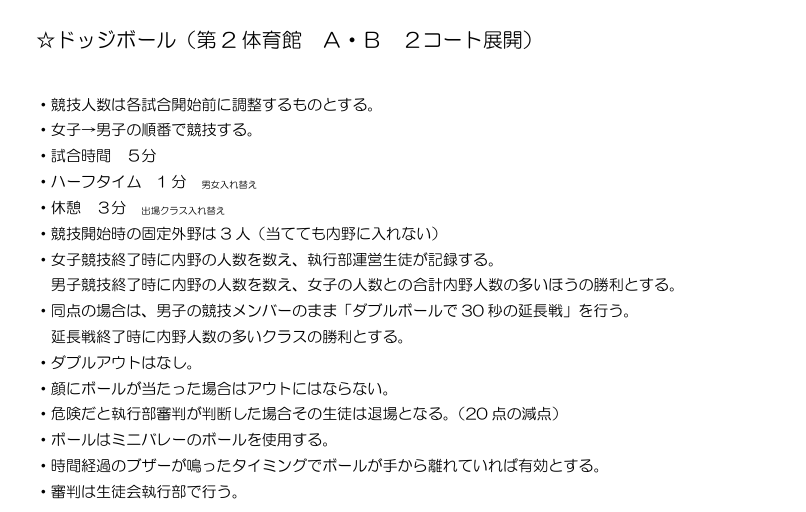 ☆ドッジボール（第２体育館　Ａ・Ｂ　２コート展開）
・競技人数は各試合開始前に調整するものとする。
・女子→男子の順番で競技する。
・試合時間　５分
・ハーフタイム　１分　男女入れ替え
・休憩　３分　出場クラス入れ替え
・競技開始時の固定外野は３人（当てても内野に入れない）
・女子競技終了時に内野の人数を数え、執行部運営生徒が記録する。
男子競技終了時に内野の人数を数え、女子の人数との合計内野人数の多いほうの勝利とする。
・同点の場合は、男子の競技メンバーのまま「ダブルボールで30秒の延長戦」を行う。
延長戦終了時に内野人数の多いクラスの勝利とする。
・ダブルアウトはなし。
・顔にボールが当たった場合はアウトにはならない。
・危険だと執行部審判が判断した場合その生徒は退場となる。（20点の減点）
・ボールはミニバレーのボールを使用する。
・時間経過のブザーが鳴ったタイミングでボールが手から離れていれば有効とする。
・審判は生徒会執行部で行う。